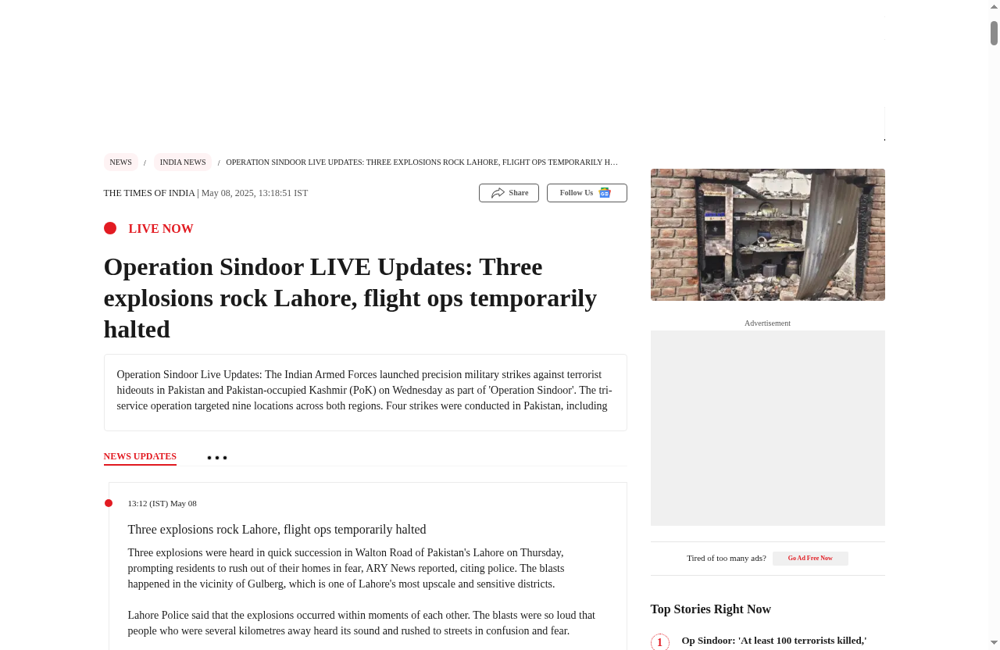 NEWS / INDIA NEWS / OPERATION SINDOOR LIVE UPDATES: THREE EXPLOSIONS ROCK LAHORE, FLIGHT OPS TEMPORARILY H…
THE TIMES OF INDIA | May 08, 2025, 13:18:51 IST
Share
Follow Us
LIVE NOW
Operation Sindoor LIVE Updates: Three
explosions rock Lahore, flight ops temporarily
halted
Operation Sindoor Live Updates: The Indian Armed Forces launched precision military strikes against terrorist
hideouts in Pakistan and Pakistan-occupied Kashmir (PoK) on Wednesday as part of 'Operation Sindoor'. The tri-
service operation targeted nine locations across both regions. Four strikes were conducted in Pakistan, including
NEWS UPDATES
13:12 (IST) May 08
Three explosions rock Lahore, flight ops temporarily halted
Three explosions were heard in quick succession in Walton Road of Pakistan's Lahore on Thursday,
prompting residents to rush out of their homes in fear, ARY News reported, citing police. The blasts
happened in the vicinity of Gulberg, which is one of Lahore's most upscale and sensitive districts.
Lahore Police said that the explosions occurred within moments of each other. The blasts were so loud that
people who were several kilometres away heard its sound and rushed to streets in confusion and fear.
Advertisement
Tired of too many ads?
Go Ad Free Now
Top Stories Right Now
1
Op Sindoor: 'At least 100 terrorists killed,'